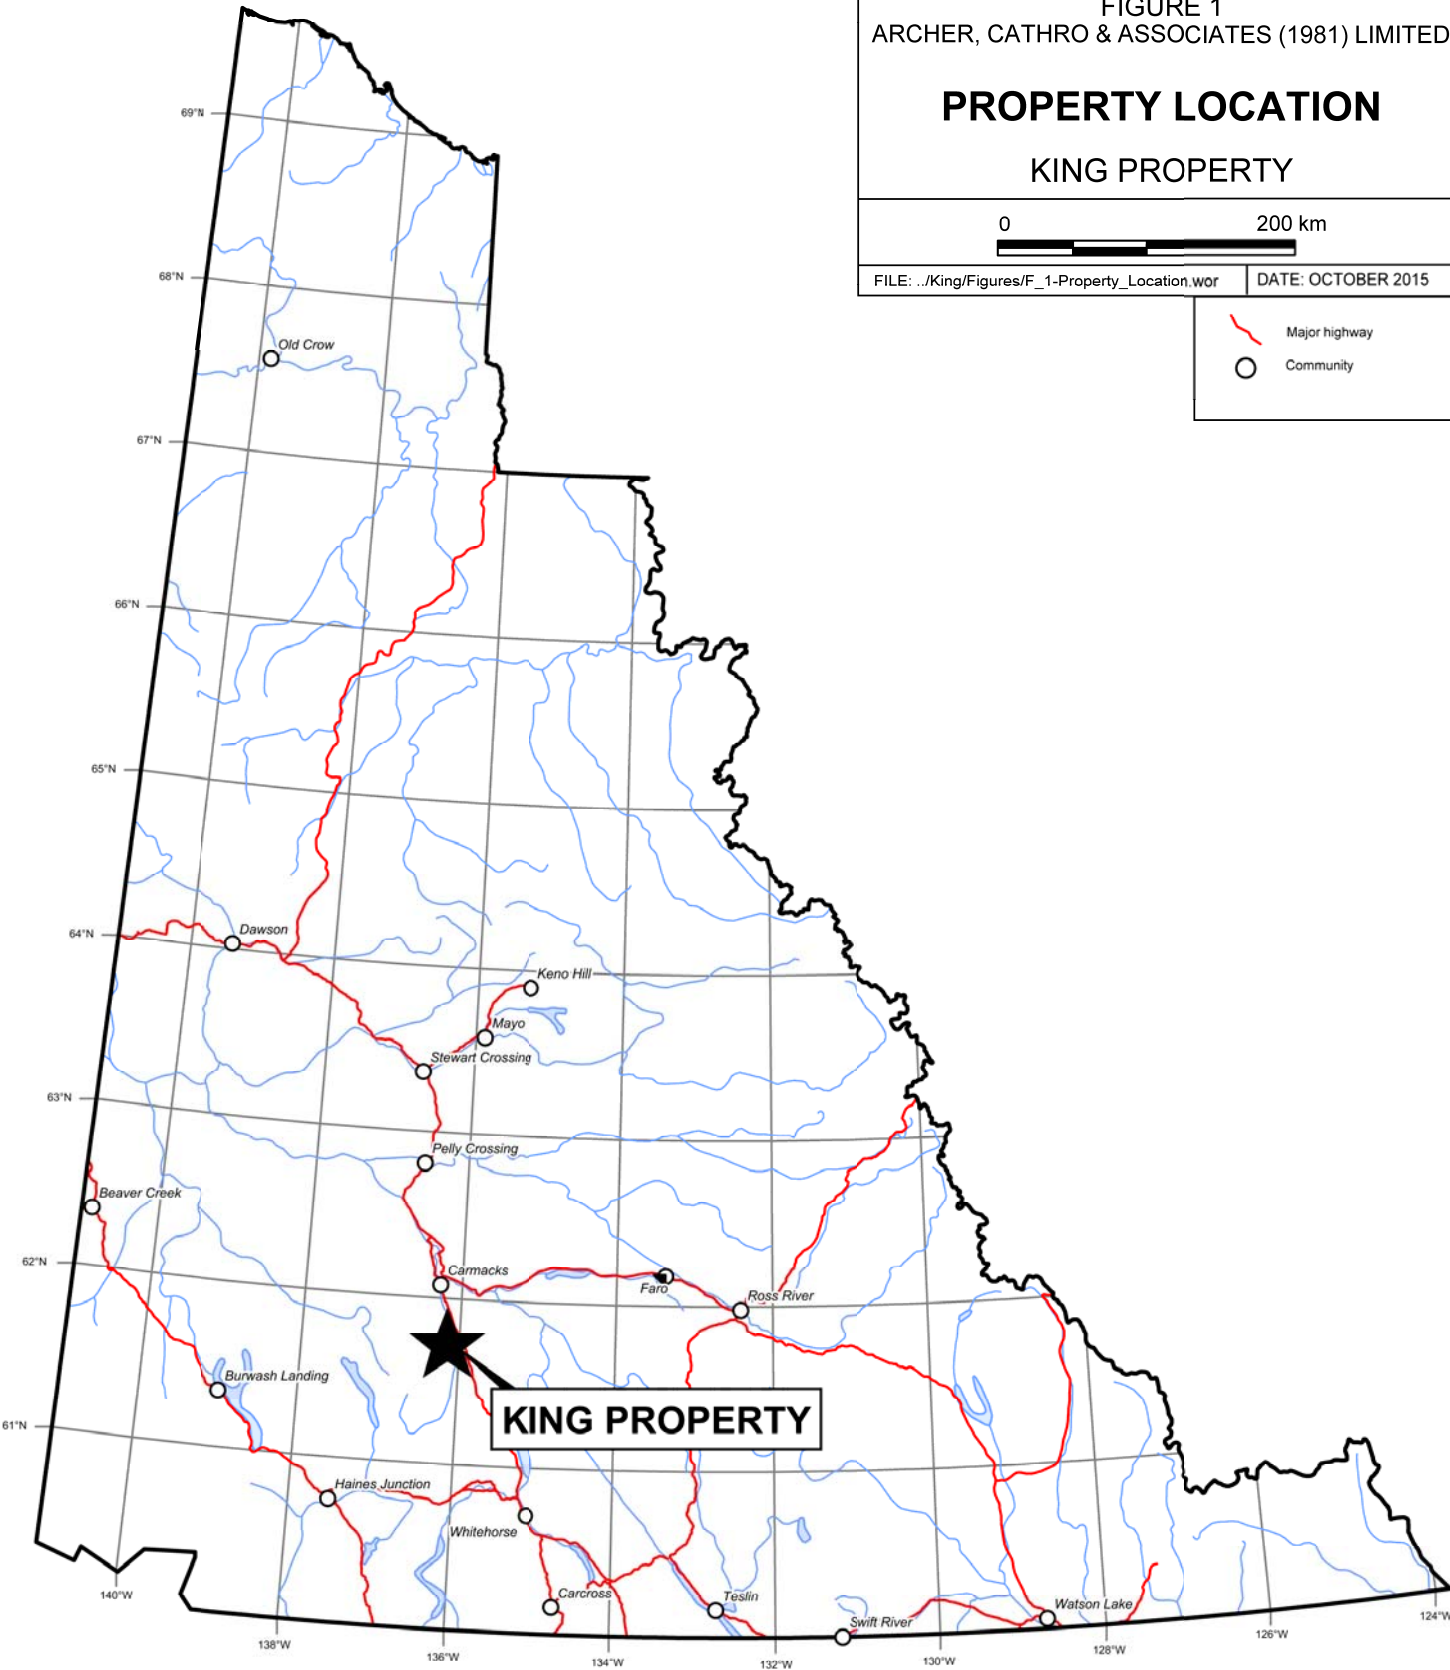 FIGURE 1
ARCHER, CATHRO & ASSOCIATES (1981) LIMITED
PROPERTY LOCATION
KING PROPERTY
0 200 km
FILE: ../King/Figures/F_1-Property_Location.wor DATE: OCTOBER 2015
Major highway
Community
69°N
68°N
Old Crow
67°N
66°N
65°N
64°N
Dawson
Keno Hill
Mayo
Stewart Crossing
63°N
Pelly Crossing
Beaver Creek
62°N
Carmacks
Faro
Ross River
Burwash Landing
KING PROPERTY
61°N
Haines Junction
Whitehorse
Carcross
Teslin
Swift River
Watson Lake
140°W
138°W
136°W
134°W
132°W
130°W
128°W
126°W
124°W